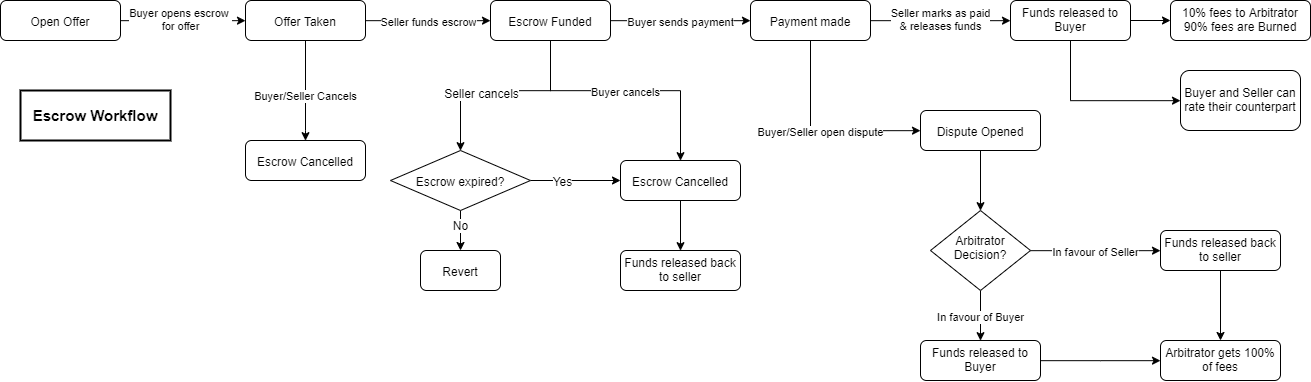 Open Offer
Buyer opens escrow
for offer
Offer Taken
Seller funds escrow
Escrow Funded
Buyer sends payment
Payment made
Seller marks as paid
& releases funds
Funds released to
Buyer
10% fees to Arbitrator
90% fees are Burned
Escrow Workflow
Buyer/Seller Cancels
Escrow Cancelled
Seller cancels
Buyer cancels
Buyer and Seller can
rate their counterpart
Buyer/Seller open dispute
Dispute Opened
Escrow expired?
Yes
Escrow Cancelled
No
Revert
Funds released back
to seller
Arbitrator
Decision?
In favour of Seller
Funds released back
to seller
In favour of Buyer
Funds released to
Buyer
Arbitrator gets 100%
of fees